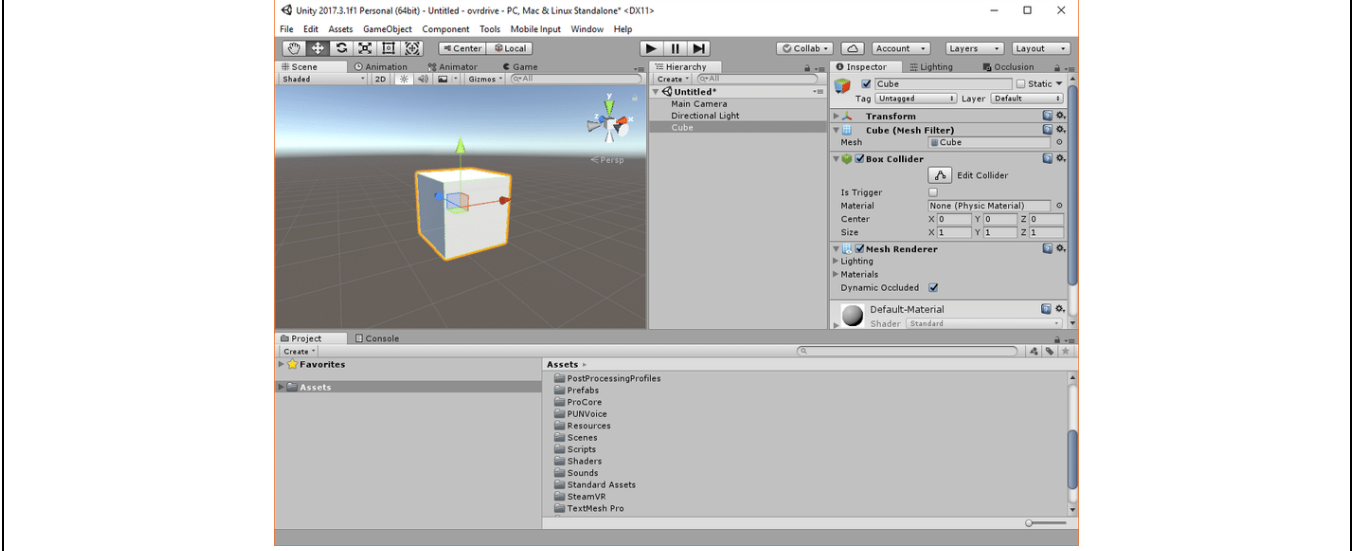 Unity 2017.3.1f1 Personal (64bit) - Untitled - ovrdrive - PC, Mac & Linux Standalone* <DX11>
File Edit Assets GameObject Component Tools Mobile Input Window Help
Center Local Collab Account Layers Layout
Scene Animation Animator Game
Shaded 2D Gizmos All
y
x
z
Persp
Hierarchy
Create All
Untitled*
Main Camera
Directional Light
Cube
Inspector Lighting Occlusion
Cube Static
Tag Untagged Layer Default
Transform
Cube (Mesh Filter)
Mesh Cube
Box Collider
Edit Collider
Is Trigger
Material None (Physic Material)
Center X 0 Y 0 Z 0
Size X 1 Y 1 Z 1
Mesh Renderer
Lighting
Materials
Dynamic Occluded
Default-Material
Shader Standard
Project Console
Create
Favorites
Assets
Assets
PostProcessingProfiles
Prefabs
ProCore
PUNVoice
Resources
Scenes
Scripts
Shaders
Sounds
Standard Assets
SteamVR
TextMesh Pro